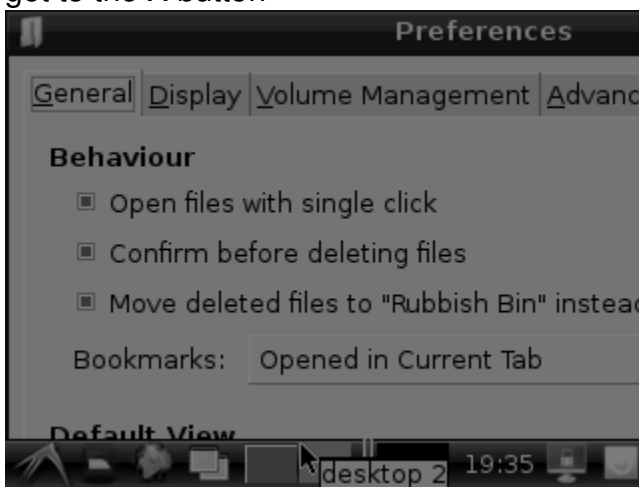 Preferences
General Display Volume Management
Behaviour
Open files with single click
Confirm before deleting files
Move deleted files to "Rubbish Bin" instead
Bookmarks: Opened in Current Tab
Default View
desktop 2 19:35